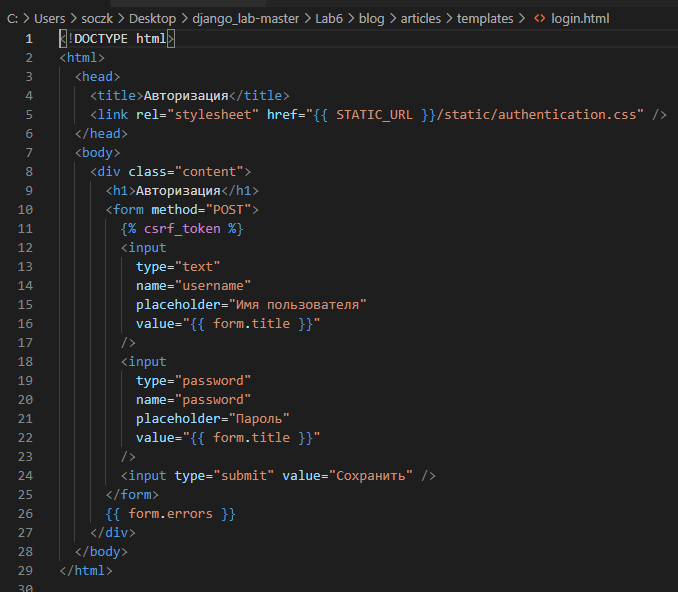 C: > Users > soczk > Desktop > django_lab-master > Lab6 > blog > articles > templates > <> login.html
1 <!DOCTYPE html>
2 <html>
3   <head>
4     <title>Авторизация</title>
5     <link rel="stylesheet" href="{{ STATIC_URL }}/static/authentication.css" />
6   </head>
7   <body>
8     <div class="content">
9       <h1>Авторизация</h1>
10       <form method="POST">
11         {% csrf_token %}
12         <input
13           type="text"
14           name="username"
15           placeholder="Имя пользователя"
16           value="{{ form.title }}"
17         />
18         <input
19           type="password"
20           name="password"
21           placeholder="Пароль"
22           value="{{ form.title }}"
23         />
24         <input type="submit" value="Сохранить" />
25       </form>
26       {{ form.errors }}
27     </div>
28   </body>
29 </html>
30